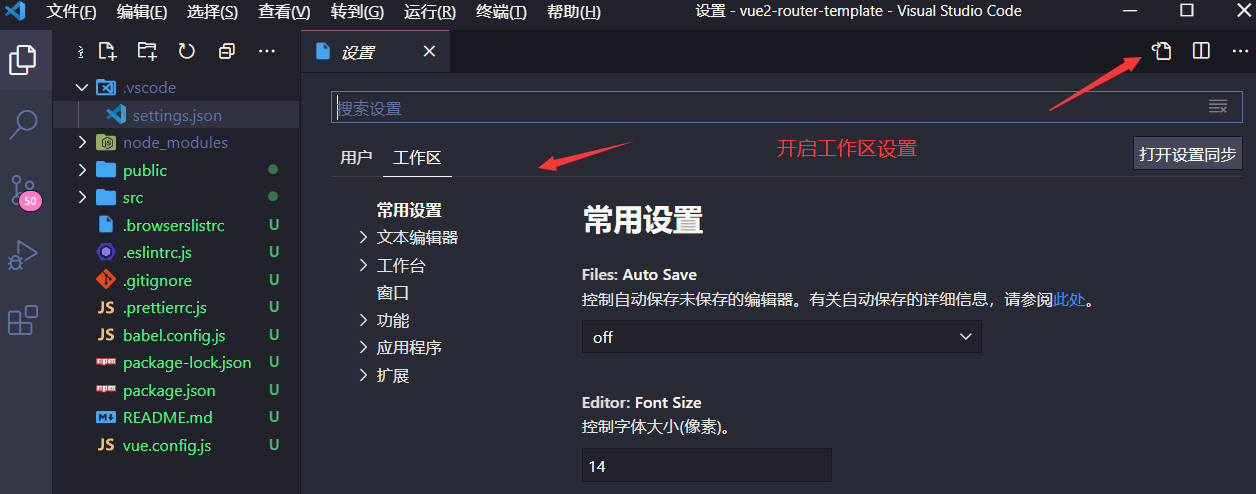 文件(F) 编辑(E) 选择(S) 查看(V) 转到(G) 运行(R) 终端(T) 帮助(H) 设置 - vue2-router-template - Visual Studio Code
设置
.vscode
settings.json
node_modules
public
src
.browserslistrc U
.eslintrc.js U
.gitignore U
JS .prettierrc.js U
JS babel.config.js U
npm package-lock.json U
npm package.json U
README.md U
JS vue.config.js U
50
搜索设置
开启工作区设置
用户 工作区
打开设置同步
常用设置
文本编辑器
工作台
窗口
功能
应用程序
扩展
常用设置
Files: Auto Save
控制自动保存未保存的编辑器。有关自动保存的详细信息，请参阅此处。
off
Editor: Font Size
控制字体大小(像素)。
14